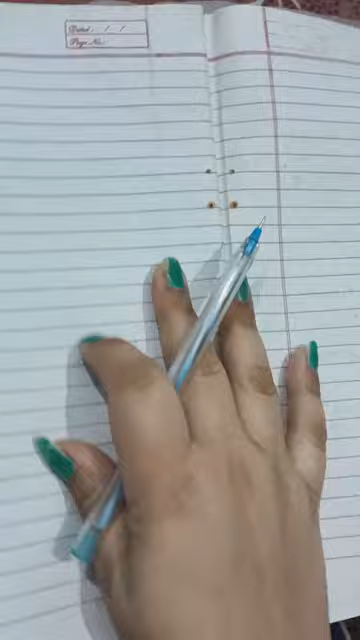 Dated : / /
Page No.